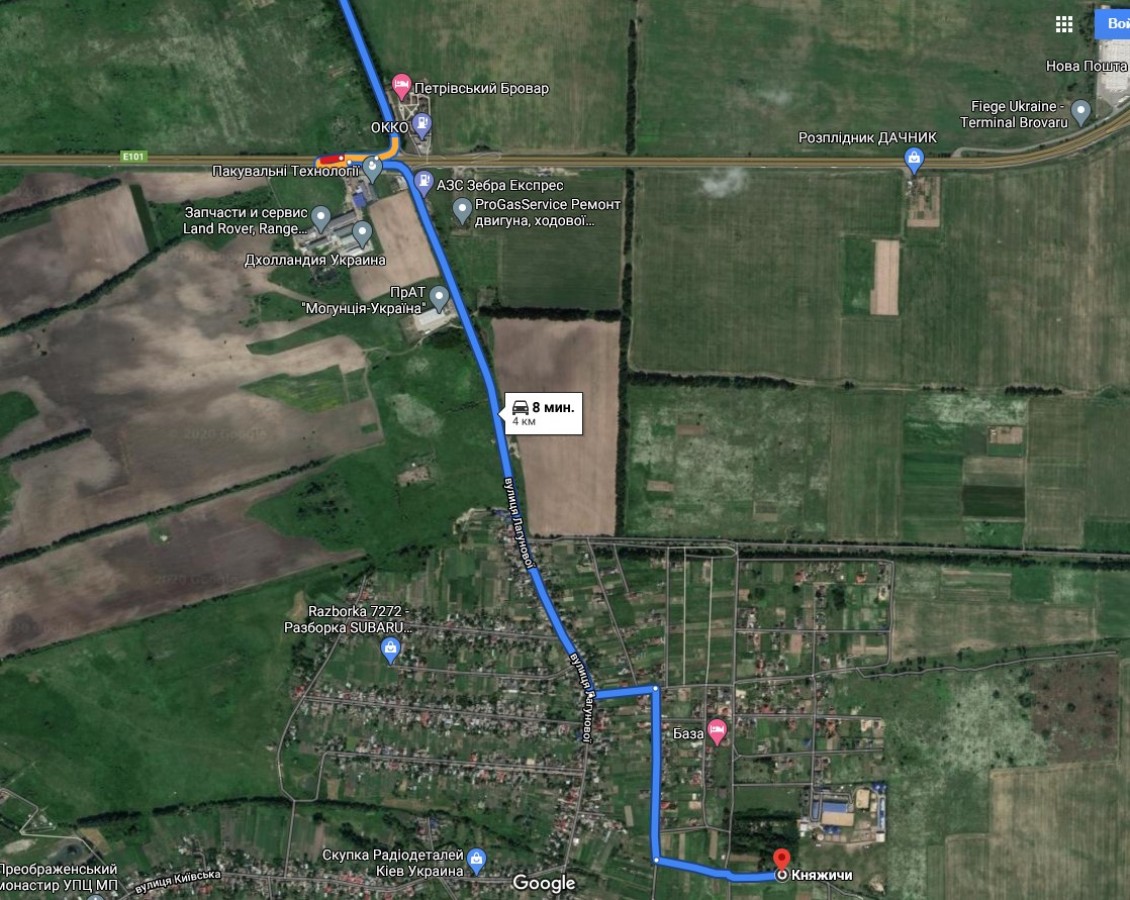 Вой
Нова Пошта
Петрівський Бровар
Fiege Ukraine -
Terminal Brovaru
ОККО
Розплідник ДАЧНИК
E101
Пакувальні Технології
АЗС Зебра Експрес
Запчасти и сервис
Land Rover, Range...
ProGasService Ремонт
двигуна, ходової...
Дхолландия Украина
ПрАТ
"Могунція-Україна"
8 мин.
4 км
вулиця Лагунової
Razborka 7272 -
Разборка SUBARU...
вулиця Лагунової
База
Скупка Радіодеталей
Киев Украина
Преображенський
монастир УПЦ МП
вулиця Київська
Google
Княжичи